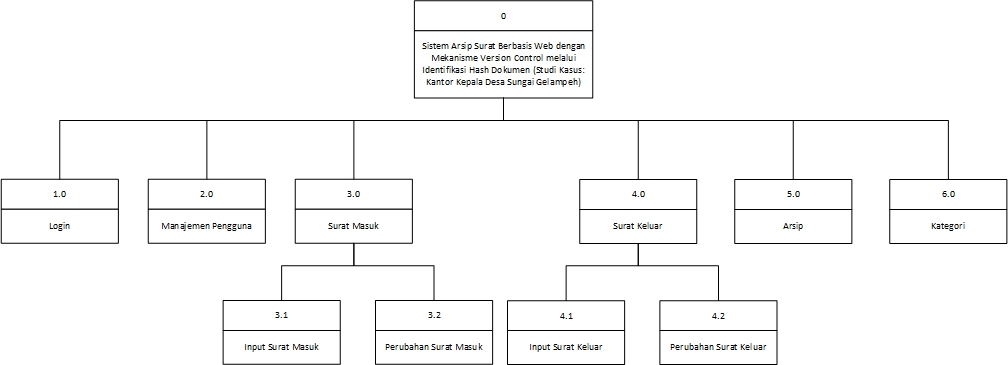 0
Sistem Arsip Surat Berbasis Web dengan
Mekanisme Version Control melalui
Identifikasi Hash Dokumen (Studi Kasus:
Kantor Kepala Desa Sungai Gelampeh)
1.0
Login
2.0
Manajemen Pengguna
3.0
Surat Masuk
4.0
Surat Keluar
5.0
Arsip
6.0
Kategori
3.1
Input Surat Masuk
3.2
Perubahan Surat Masuk
4.1
Input Surat Keluar
4.2
Perubahan Surat Keluar